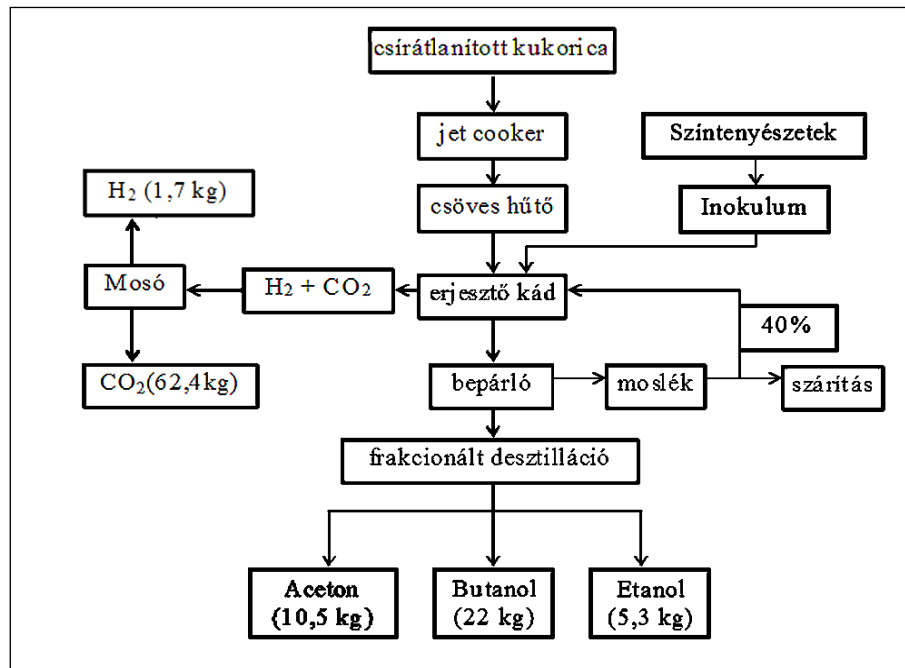 csírátlanított kukorica
jet cooker
Színtenyészetek
H2 (1,7 kg)
csöves hűtő
Inokulum
Mosó
H2 + CO2
erjesztő kád
40%
CO2(62,4kg)
bepárló
moslék
szárítás
frakcionált desztilláció
Aceton
(10,5 kg)
Butanol
(22 kg)
Etanol
(5,3 kg)